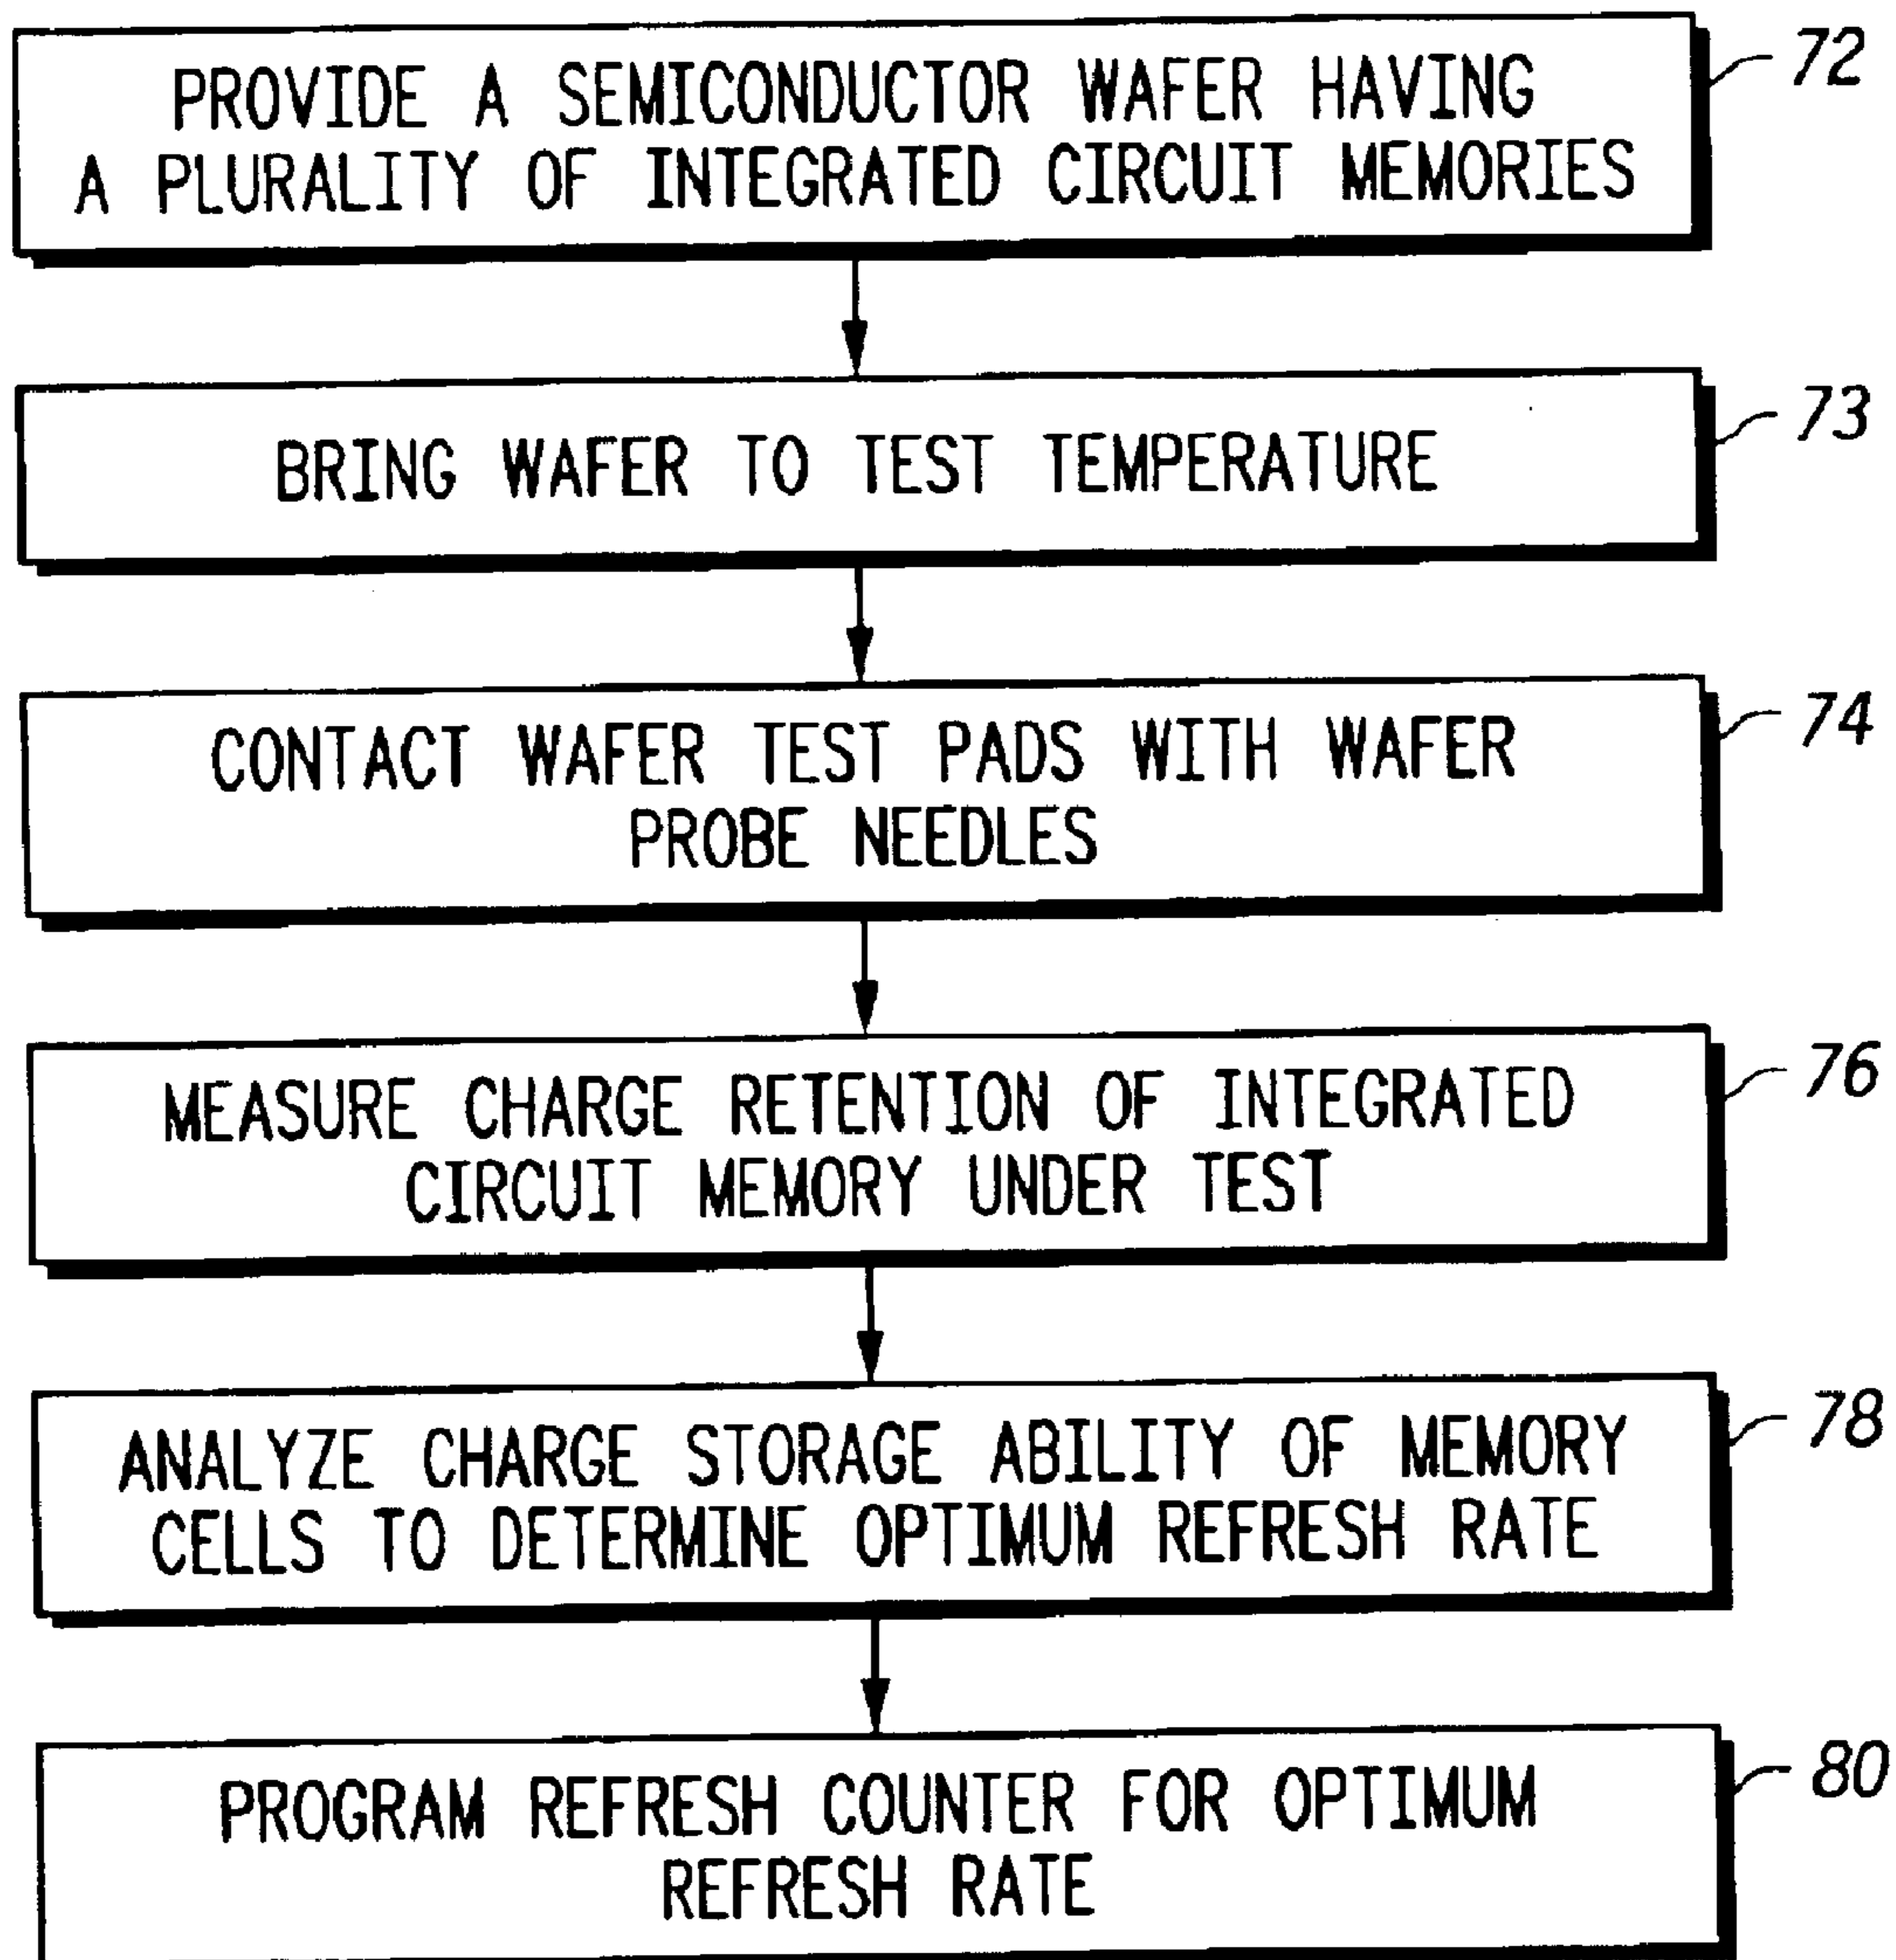 PROVIDE A SEMICONDUCTOR WAFER HAVING
A PLURALITY OF INTEGRATED CIRCUIT MEMORIES
72
BRING WAFER TO TEST TEMPERATURE
73
CONTACT WAFER TEST PADS WITH WAFER
PROBE NEEDLES
74
MEASURE CHARGE RETENTION OF INTEGRATED
CIRCUIT MEMORY UNDER TEST
76
ANALYZE CHARGE STORAGE ABILITY OF MEMORY
CELLS TO DETERMINE OPTIMUM REFRESH RATE
78
PROGRAM REFRESH COUNTER FOR OPTIMUM
REFRESH RATE
80